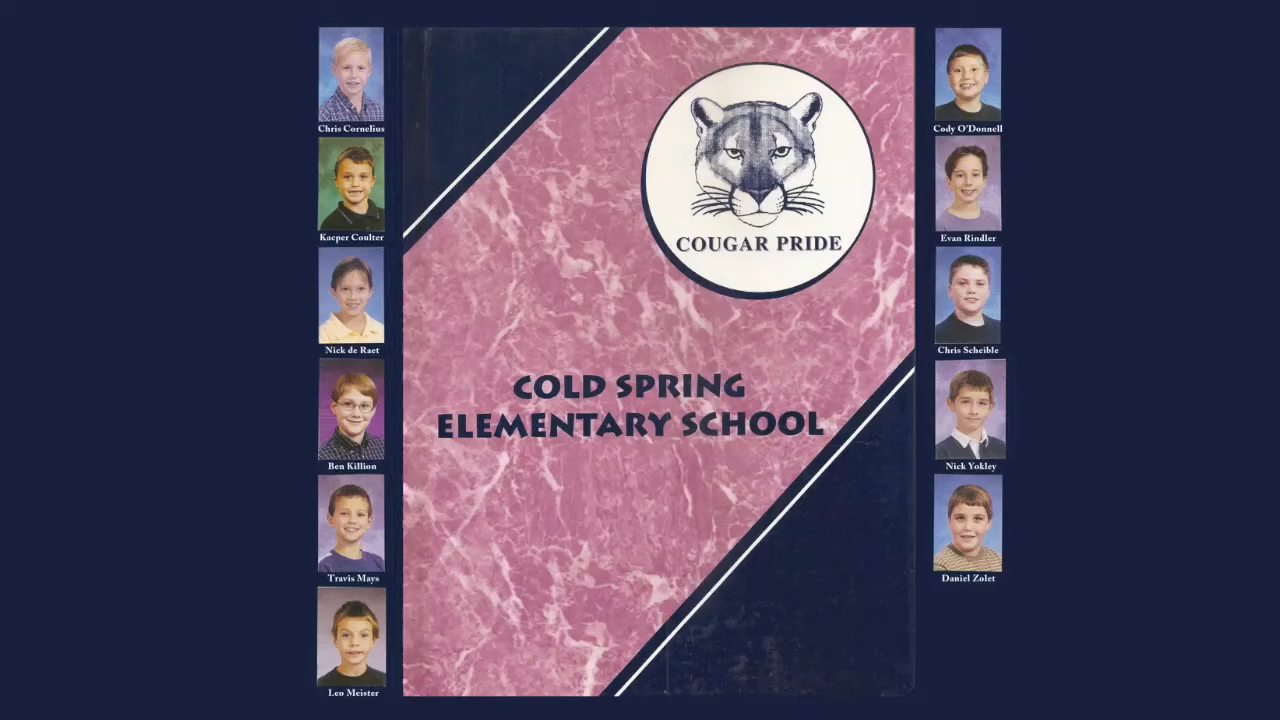 Chris Cornelius
Kacper Coulter
Nick de Raet
Ben Killion
Travis Mays
Leo Meister
COUGAR PRIDE
COLD SPRING
ELEMENTARY SCHOOL
Cody O'Donnell
Evan Rindler
Chris Scheible
Nick Yokley
Daniel Zolet